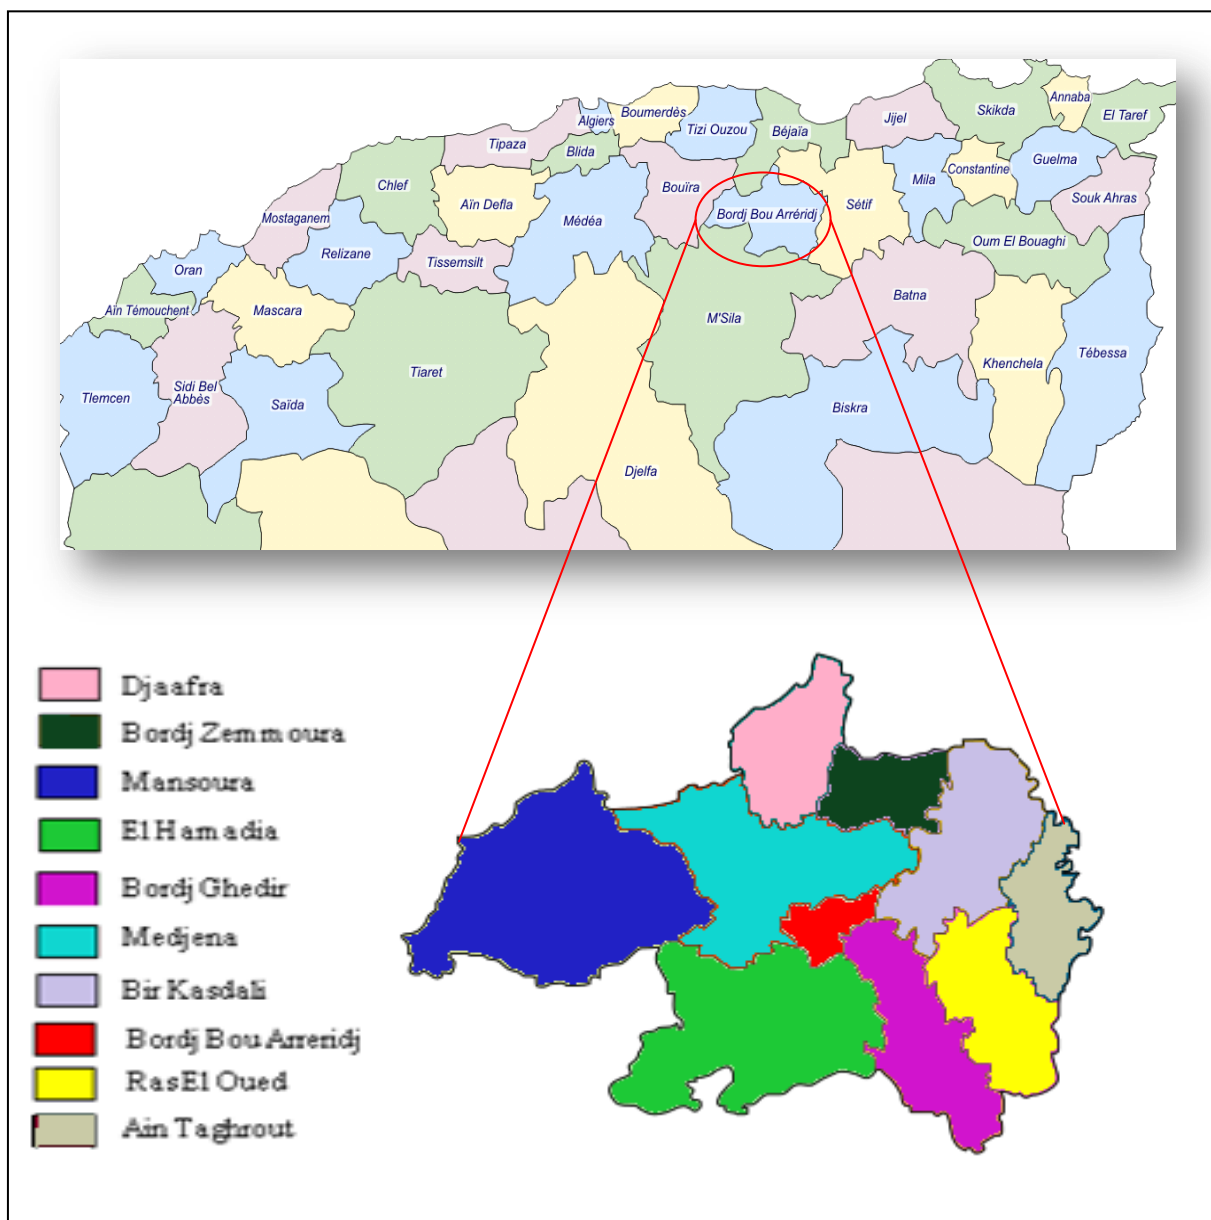 Annaba
Skikda
El Taref
Boumerdès
Algiers
Jijel
Tizi Ouzou
Béjaïa
Tipaza
Blida
Guelma
Constantine
Mila
Chlef
Bouïra
Souk Ahras
Aïn Defla
Sétif
Bordj Bou Arréridj
Mostaganem
Médéa
Oum El Bouaghi
Relizane
Tissemsilt
Oran
Batna
Aïn Témouchent
Mascara
M'Sila
Tébessa
Khenchela
Tiaret
Sidi Bel
Abbès
Tlemcen
Saïda
Biskra
Djelfa
Djaafra
Bordj Zemmoura
Mansoura
El Hamadia
Bordj Ghedir
Medjena
Bir Kasdali
Bordj Bou Arreridj
Ras El Oued
Ain Taghrout